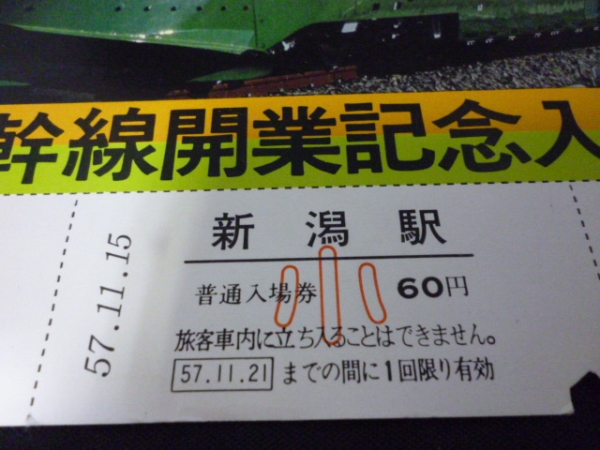 幹線開業記念入
57.11.15
新潟駅
普通入場券 小 60円
旅客車内に立ち入ることはできません。
57.11.21 までの間に1回限り有効